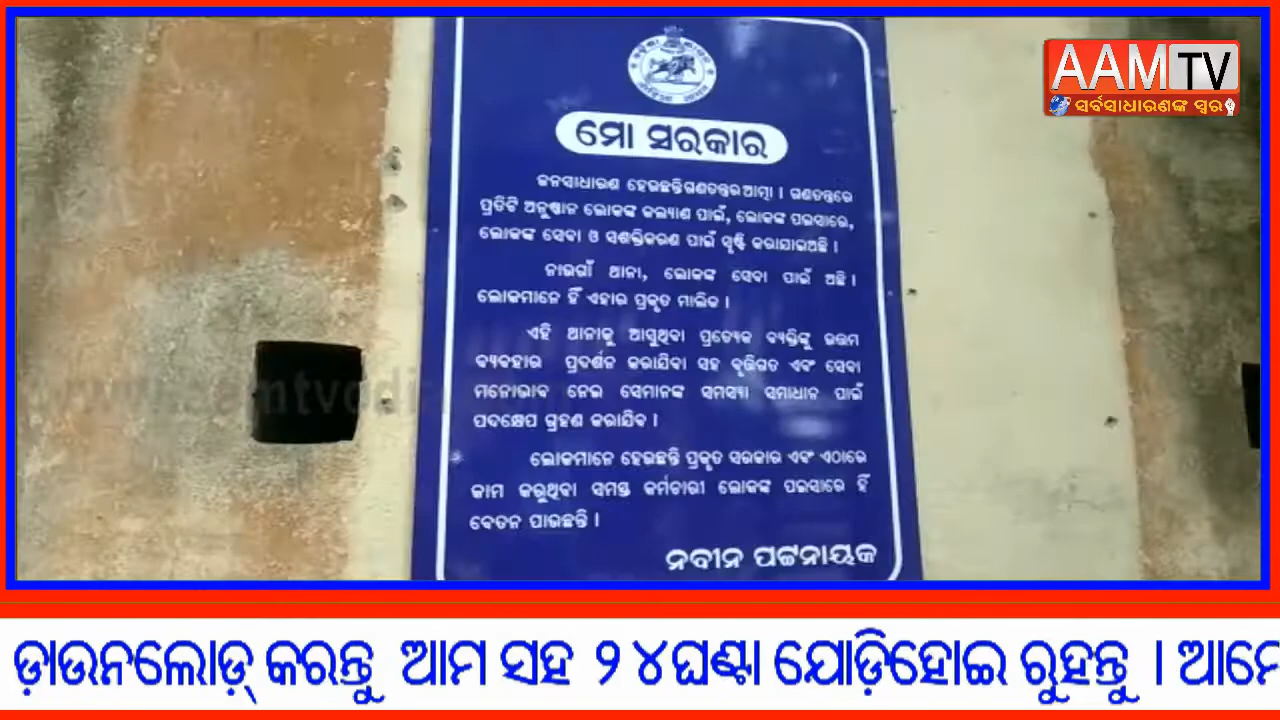 AAMTV
ସର୍ବସାଧାରଣଙ୍କ ସ୍ୱର
ମୋ ସରକାର
ଜନସାଧାରଣ ହେଉଛନ୍ତି ଗଣତନ୍ତ୍ରର ଆତ୍ମା । ଗଣତନ୍ତ୍ରରେ
ପ୍ରତିଟି ଅନୁଷ୍ଠାନ ଲୋକଙ୍କ କଲ୍ୟାଣ ପାଇଁ, ଲୋକଙ୍କ ପଇସାରେ,
ଲୋକଙ୍କ ସେବା ଓ ସଶକ୍ତିକରଣ ପାଇଁ ସୃଷ୍ଟି କରାଯାଇଅଛି ।
ନାଉଗାଁ ଥାନା, ଲୋକଙ୍କ ସେବା ପାଇଁ ଅଛି ।
ଲୋକମାନେ ହିଁ ଏହାର ପ୍ରକୃତ ମାଲିକ ।
ଏହି ଥାନାକୁ ଆସୁଥିବା ପ୍ରତ୍ୟେକ ବ୍ୟକ୍ତିଙ୍କୁ ଉତ୍ତମ
ବ୍ୟବହାର ପ୍ରଦର୍ଶନ କରାଯିବା ସହ ବୃତ୍ତିଗତ ଏବଂ ସେବା
ମନୋଭାବ ନେଇ ସେମାନଙ୍କ ସମସ୍ୟା ସମାଧାନ ପାଇଁ
ପଦକ୍ଷେପ ଗ୍ରହଣ କରାଯିବ ।
ଲୋକମାନେ ହେଉଛନ୍ତି ପ୍ରକୃତ ସରକାର ଏବଂ ଏଠାରେ
କାମ କରୁଥିବା ସମସ୍ତ କର୍ମଚାରୀ ଲୋକଙ୍କ ପଇସାରେ ହିଁ
ବେତନ ପାଉଛନ୍ତି ।
ନବୀନ ପଟ୍ଟନାୟକ
ଡ଼ାଉନଲୋଡ଼୍ କରନ୍ତୁ ଆମ ସହ ୨୪ଘଣ୍ଟା ଯୋଡ଼ିହୋଇ ରୁହନ୍ତୁ । ଆମେ